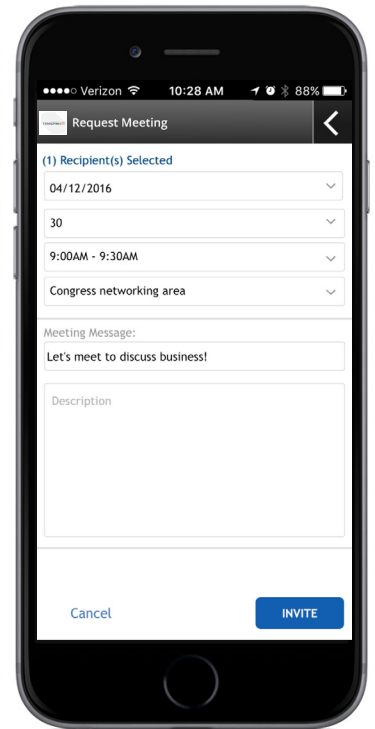 Verizon 10:28 AM 88%
Request Meeting
(1) Recipient(s) Selected
04/12/2016
30
9:00AM - 9:30AM
Congress networking area
Meeting Message:
Let's meet to discuss business!
Description
Cancel INVITE